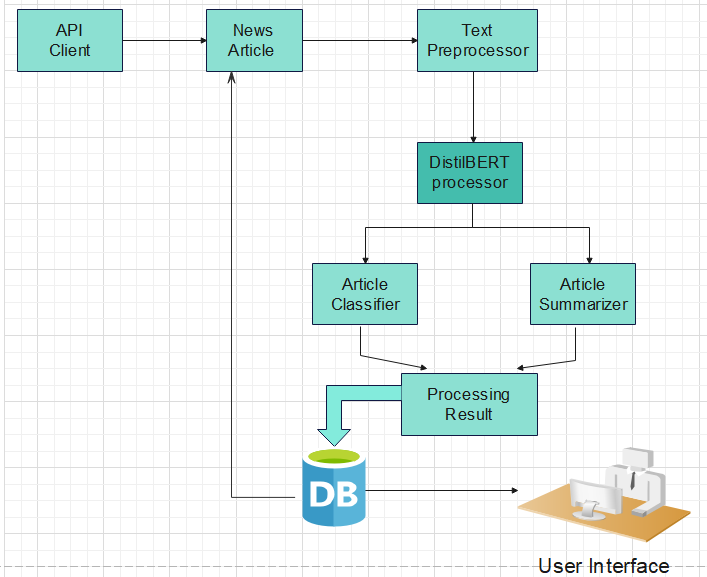 API
Client
News
Article
Text
Preprocessor
DistilBERT
processor
Article
Classifier
Article
Summarizer
Processing
Result
DB
User Interface